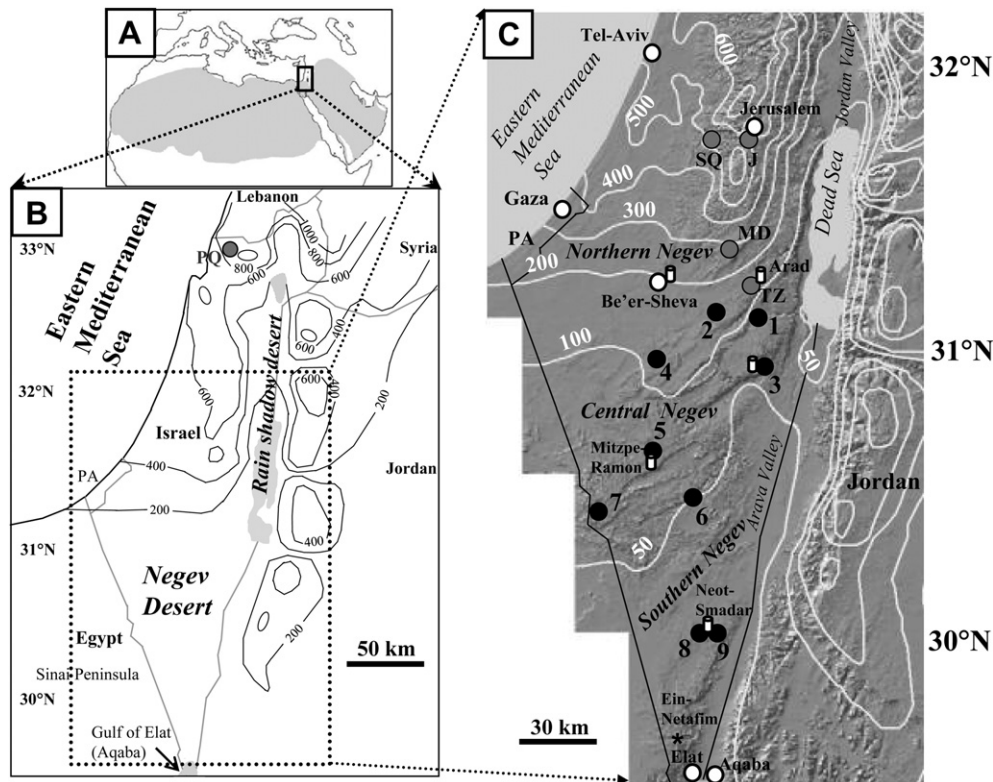 A
B
Lebanon
33°N
PQ
1000
800
800
600
600
Syria
Eastern
Mediterranean
Sea
400
600
32°N
600
400
600
200
Rain shadow desert
Israel
Jordan
PA
400
200
400
31°N
Negev
Desert
200
Egypt
50 km
Sinai Peninsula
30°N
Gulf of Elat
(Aqaba)
C
Tel-Aviv
600
32°N
500
Jordan Valley
Eastern
Mediterranean
Sea
Jerusalem
SQ
J
400
Dead Sea
Gaza
300
PA
MD
Northern Negev
200
Arad
Be'er-Sheva
TZ
2
1
100
4
50
31°N
3
Central Negev
5
Mitzpe-
Ramon
Arava Valley
Jordan
7
6
50
Southern Negev
Neot-
Smadar
8
9
30°N
Ein-
Netafim
*
30 km
Elat
Aqaba